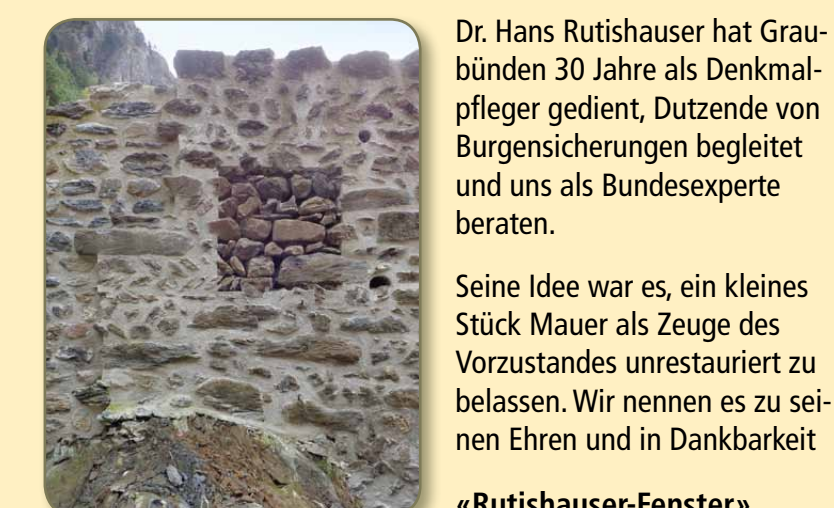 Dr. Hans Rutishauser hat Grau-
bünden 30 Jahre als Denkmal-
pfleger gedient, Dutzende von
Burgensicherungen begleitet
und uns als Bundesexperte
beraten.
Seine Idee war es, ein kleines
Stück Mauer als Zeuge des
Vorzustandes unrestauriert zu
belassen. Wir nennen es zu sei-
nen Ehren und in Dankbarkeit
«Rutishauser-Fenster»